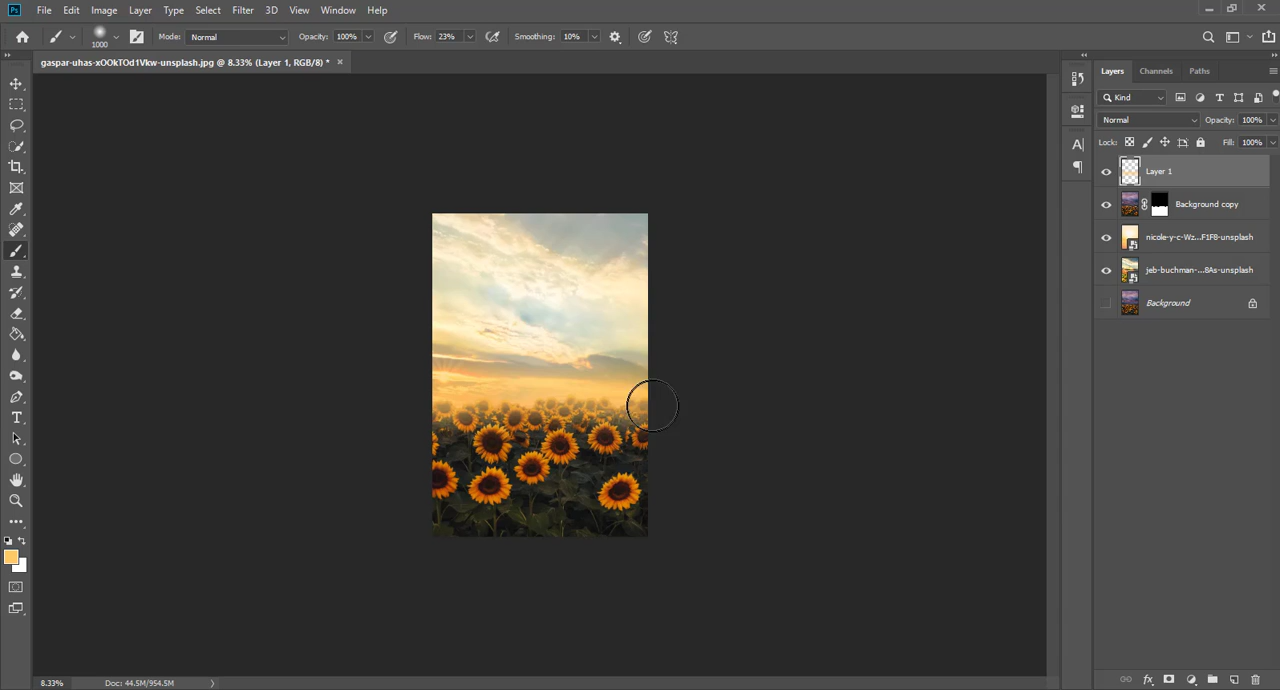 Ps File Edit Image Layer Type Select Filter 3D View Window Help
1000 Mode: Normal Opacity: 100% Flow: 23% Smoothing: 10%
gaspar-uhas-xOOkTOd1Vkw-unsplash.jpg @ 8.33% (Layer 1, RGB/8) *
Layers Channels Paths
Kind
Normal Opacity: 100%
Lock: Fill: 100%
Layer 1
Background copy
nicole-y-c-Wz...F1F8-unsplash
jeb-buchman-...8As-unsplash
Background
8.33% Doc: 44.5M/954.5M